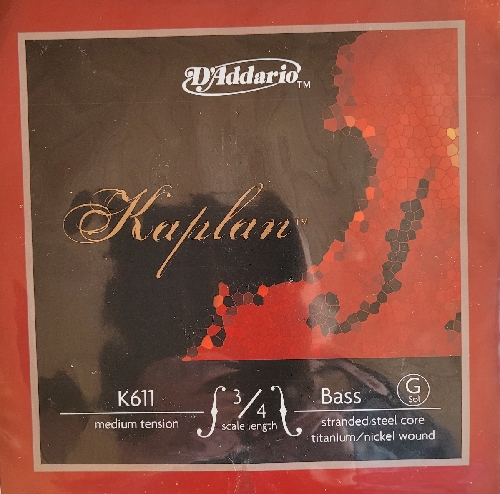 D'Addario™
Kaplan™
K611
medium tension
3/4
scale length
Bass
stranded steel core
titanium/nickel wound
G
Sol